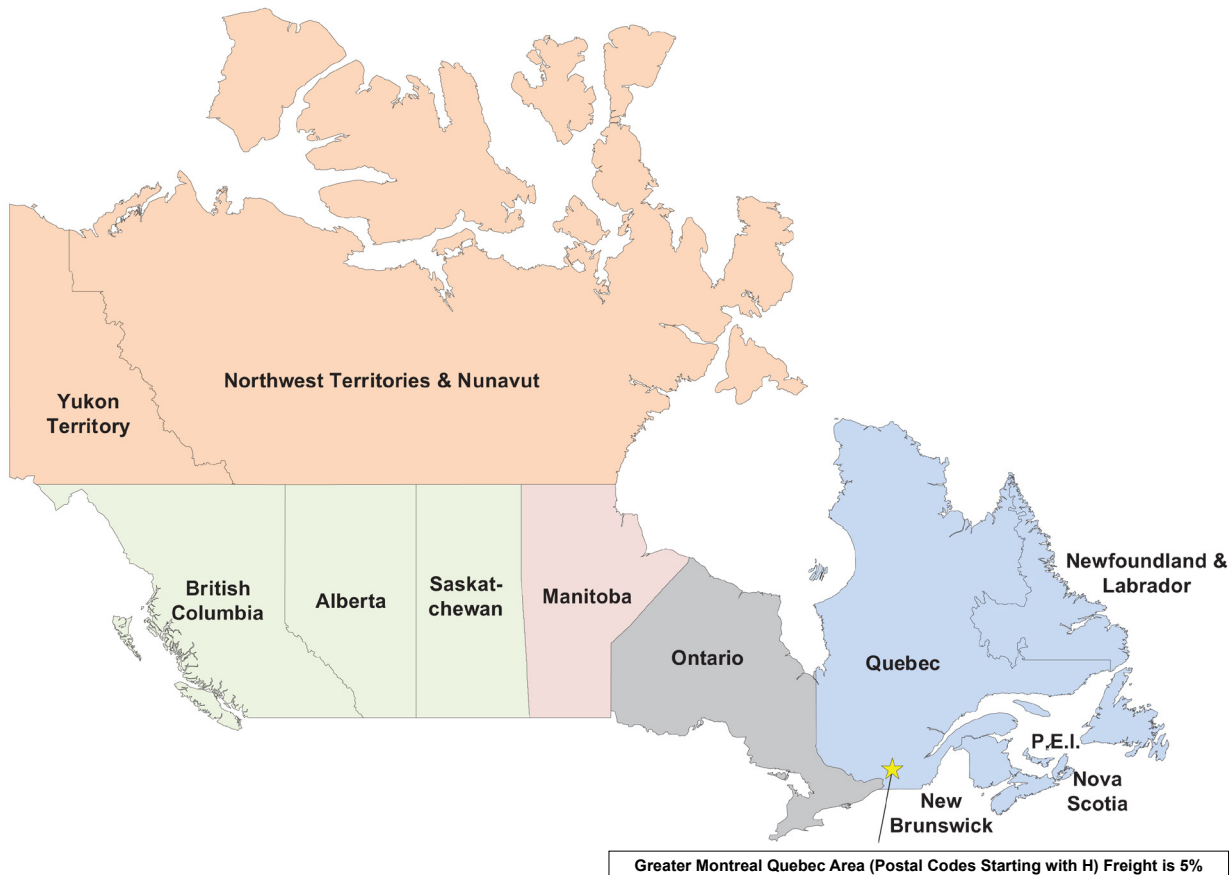 Northwest Territories & Nunavut
Yukon
Territory
British
Columbia
Alberta
Saskat-
chewan
Manitoba
Ontario
Quebec
Newfoundland &
Labrador
P.E.I.
Nova
Scotia
New
Brunswick
Greater Montreal Quebec Area (Postal Codes Starting with H) Freight is 5%